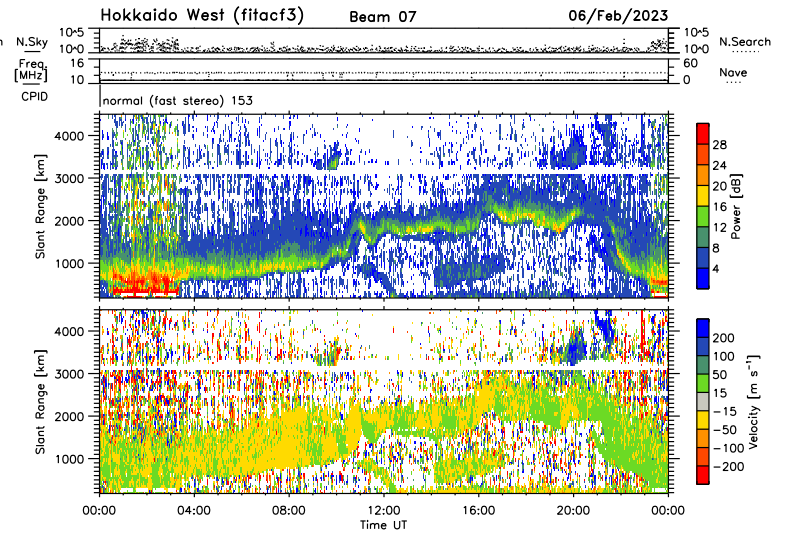 Hokkaido West (fitacf3) Beam 07 06/Feb/2023
n N.Sky 10^5 10^0 10^5 10^0 N.Search
Freq. [MHz] 16 10 60 0 Nave
CPID normal (fast stereo) 153
Slant Range [km] 4000 3000 2000 1000
28 24 20 16 12 8 4 Power [dB]
Slant Range [km] 4000 3000 2000 1000
200 100 50 15 -15 -50 -100 -200 Velocity [m s⁻¹]
00:00 04:00 08:00 12:00 16:00 20:00 00:00
Time UT